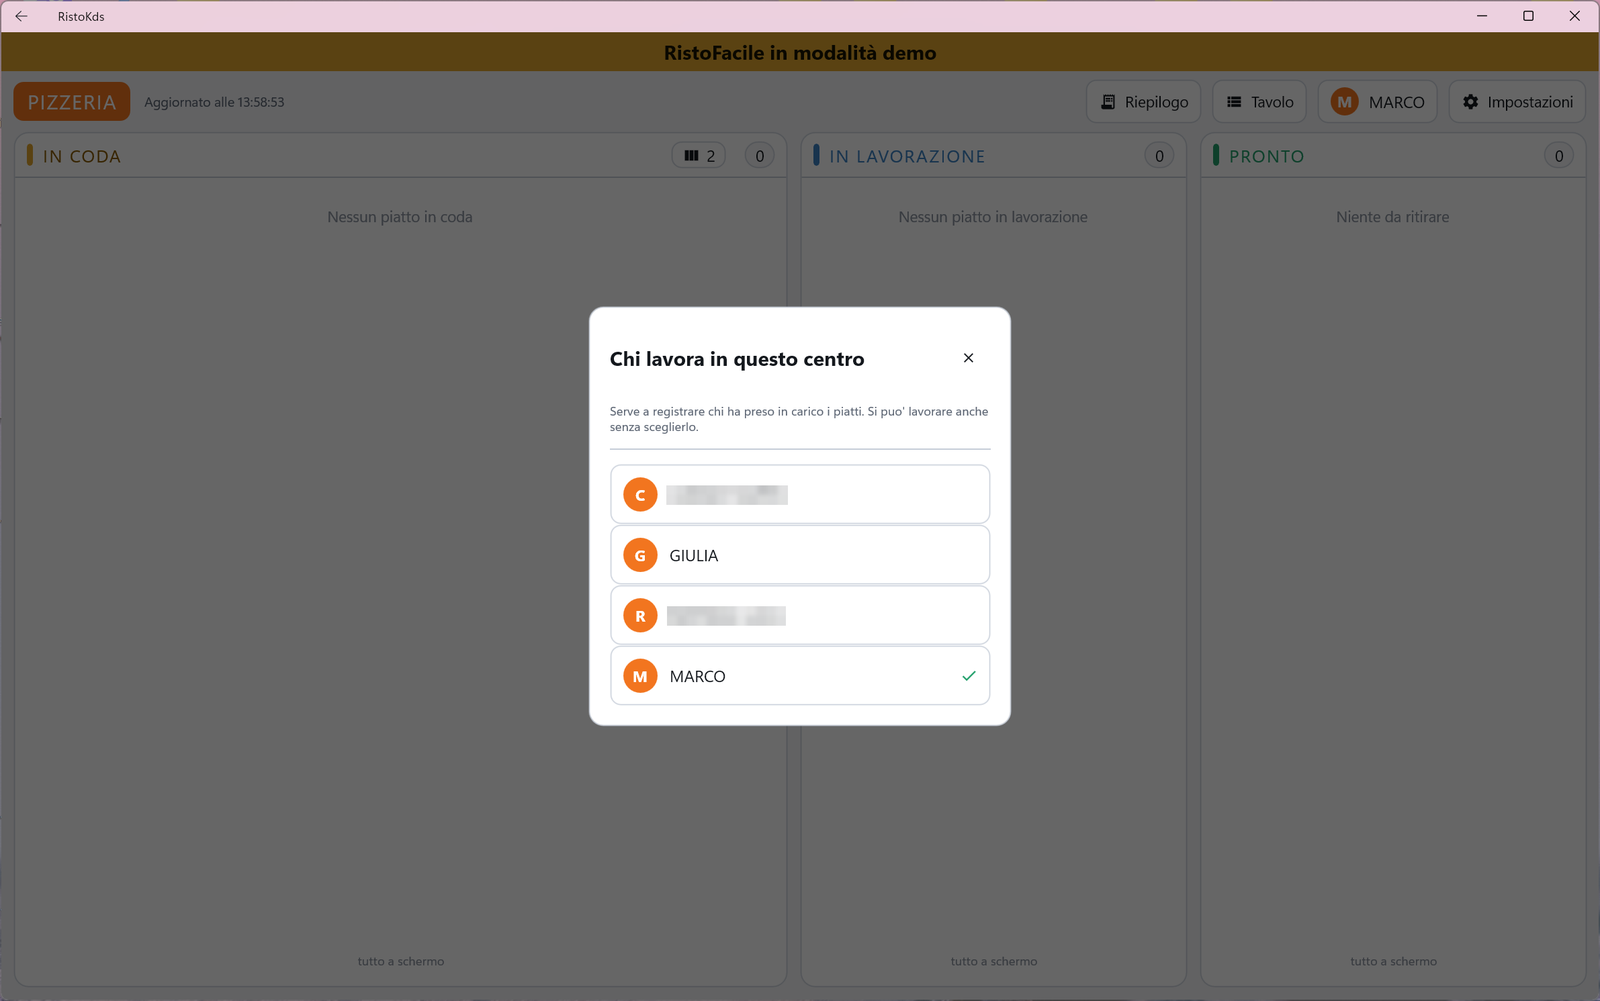 RistoKds
RistoFacile in modalità demo
PIZZERIA
Aggiornato alle 13:58:53
Riepilogo
Tavolo
M MARCO
Impostazioni
IN CODA
2
0
IN LAVORAZIONE
0
PRONTO
0
Nessun piatto in coda
Nessun piatto in lavorazione
Niente da ritirare
Chi lavora in questo centro
Serve a registrare chi ha preso in carico i piatti. Si puo' lavorare anche
senza sceglierlo.
C
G GIULIA
R
M MARCO
tutto a schermo
tutto a schermo
tutto a schermo